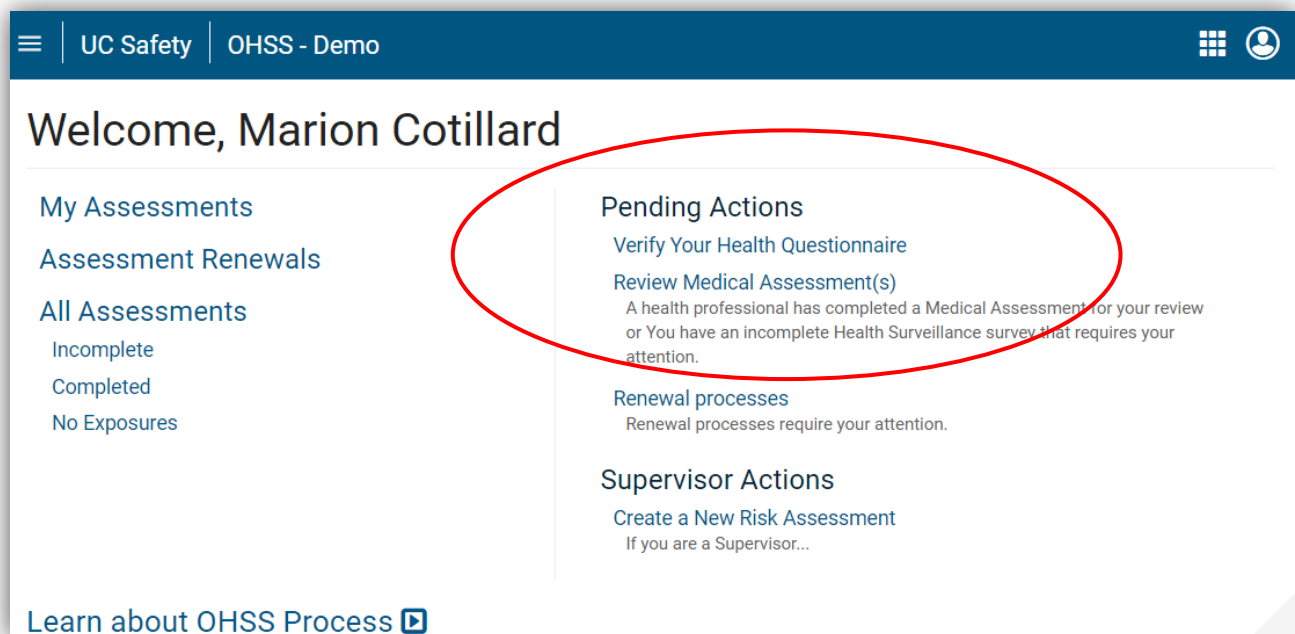 UC Safety OHSS - Demo
Welcome, Marion Cotillard
My Assessments
Assessment Renewals
All Assessments
Incomplete
Completed
No Exposures
Pending Actions
Verify Your Health Questionnaire
Review Medical Assessment(s)
A health professional has completed a Medical Assessment for your review
or You have an incomplete Health Surveillance survey that requires your
attention.
Renewal processes
Renewal processes require your attention.
Supervisor Actions
Create a New Risk Assessment
If you are a Supervisor...
Learn about OHSS Process